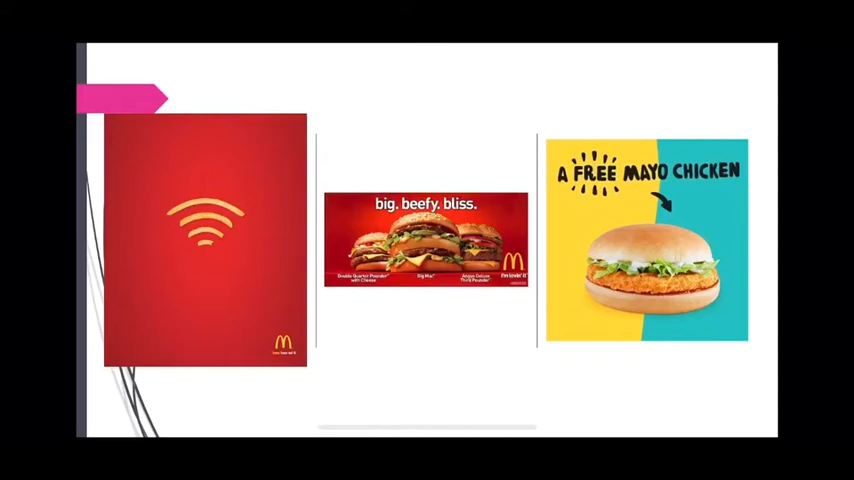 big. beefy. bliss.
Double Quarter Pounder
with Cheese
Big Mac
Angus Deluxe
Third Pounder
i'm lovin' it
A FREE MAYO CHICKEN